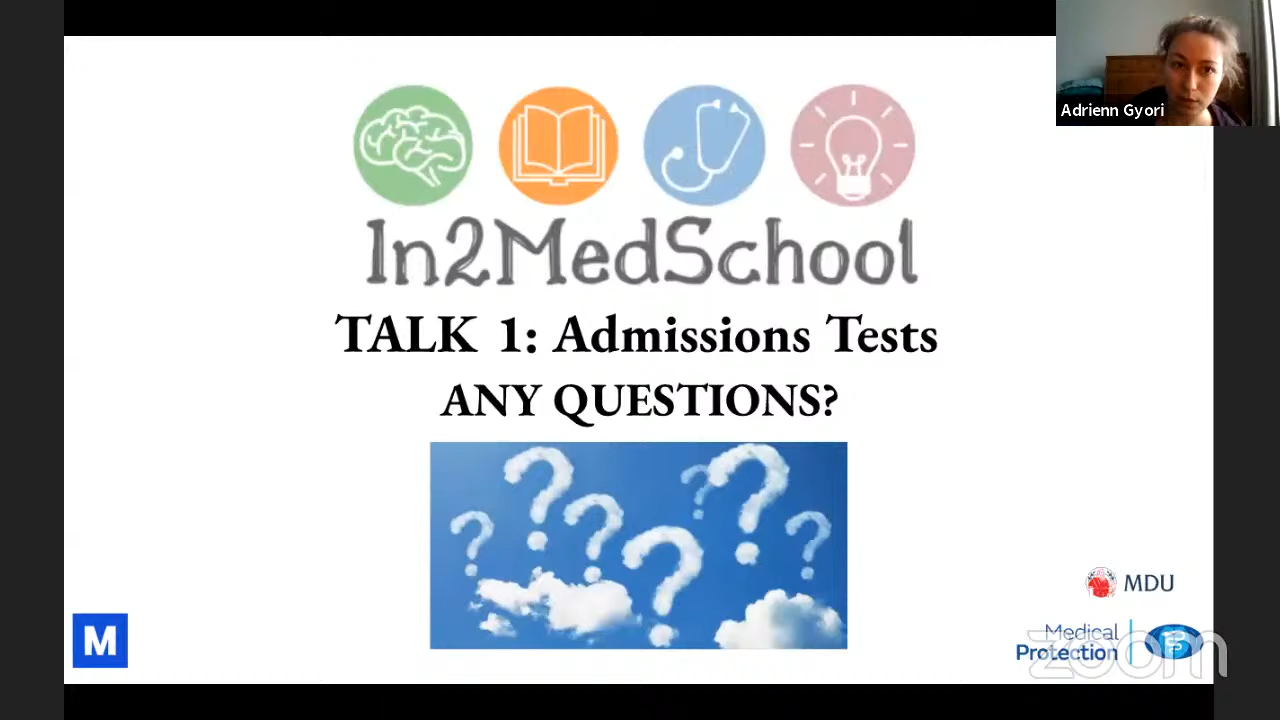 Adrienn Gyori
In2MedSchool
TALK 1: Admissions Tests
ANY QUESTIONS?
MDU
M
Medical
Protection
zoom